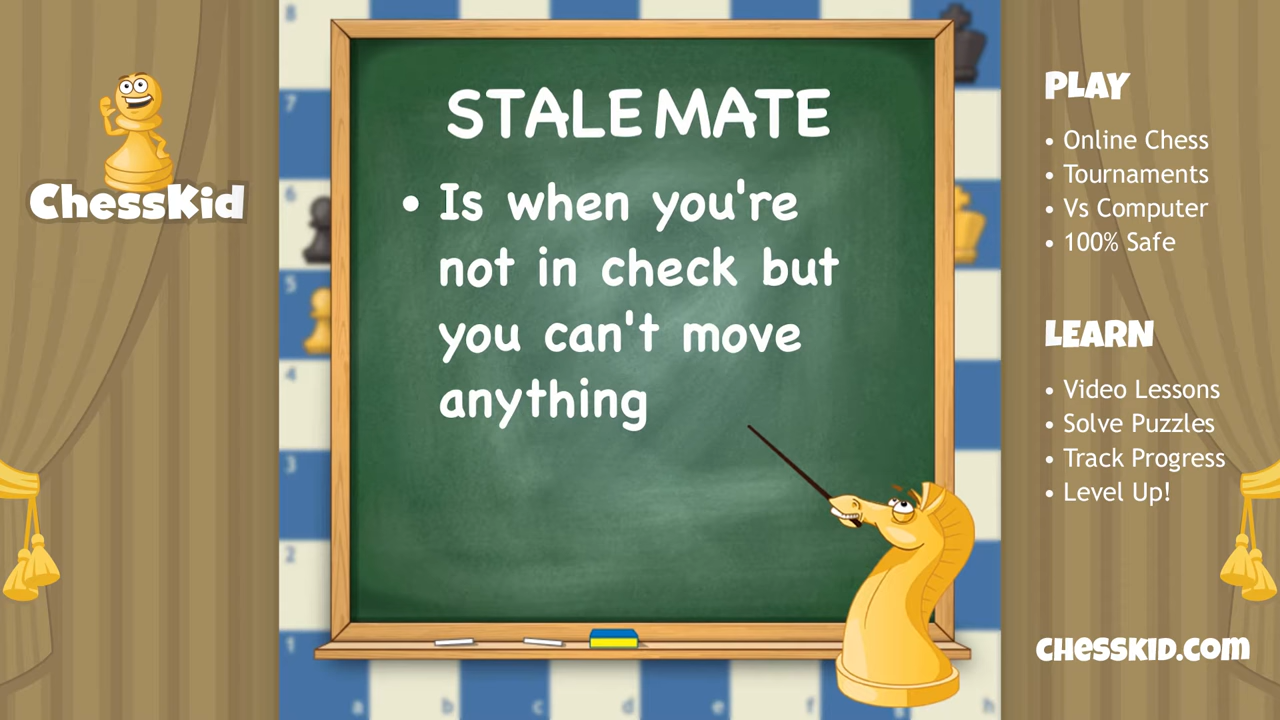 ChessKid
8
7
6
5
4
3
2
1
a b c d e f g h
STALEMATE
• Is when you're
not in check but
you can't move
anything
PLAY
• Online Chess
• Tournaments
• Vs Computer
• 100% Safe
LEARN
• Video Lessons
• Solve Puzzles
• Track Progress
• Level Up!
CHESSKID.COM